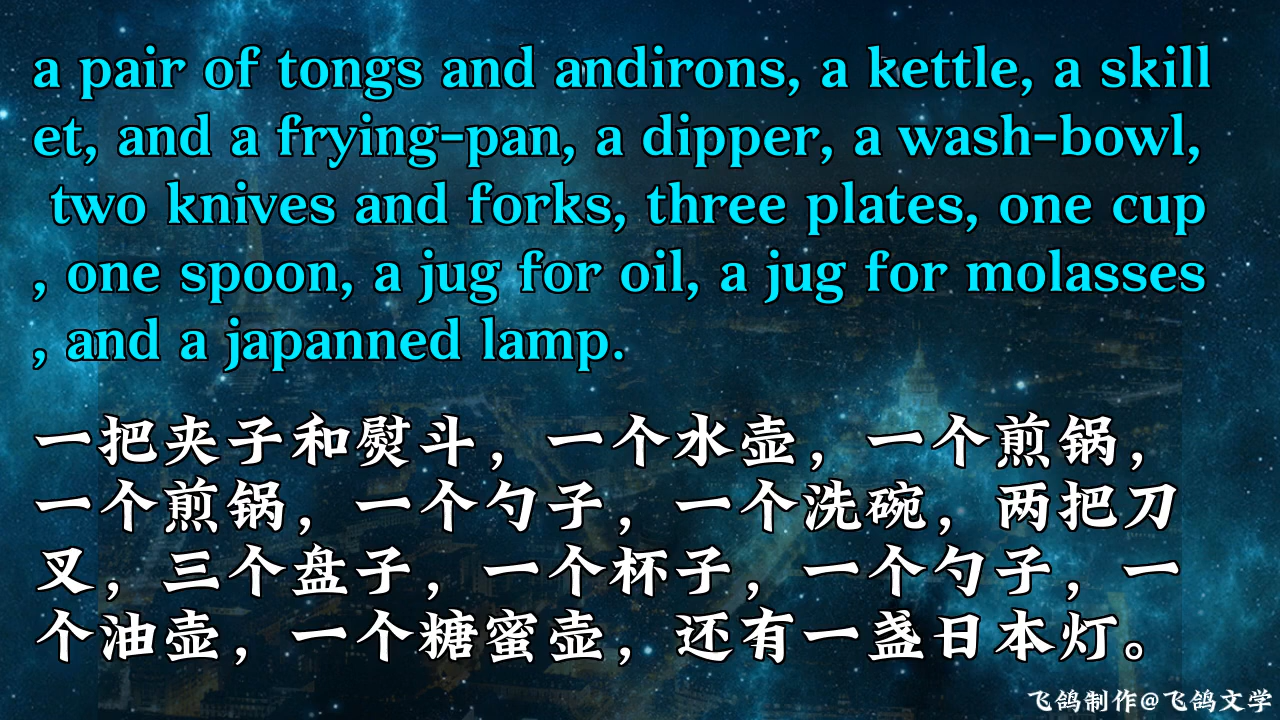 a pair of tongs and andirons, a kettle, a skill
et, and a frying-pan, a dipper, a wash-bowl,
two knives and forks, three plates, one cup
, one spoon, a jug for oil, a jug for molasses
, and a japanned lamp.
一把夹子和熨斗，一个水壶，一个煎锅，
一个煎锅，一个勺子，一个洗碗，两把刀
叉，三个盘子，一个杯子，一个勺子，一
个油壶，一个糖蜜壶，还有一盏日本灯。
飞鸽制作@飞鸽文学